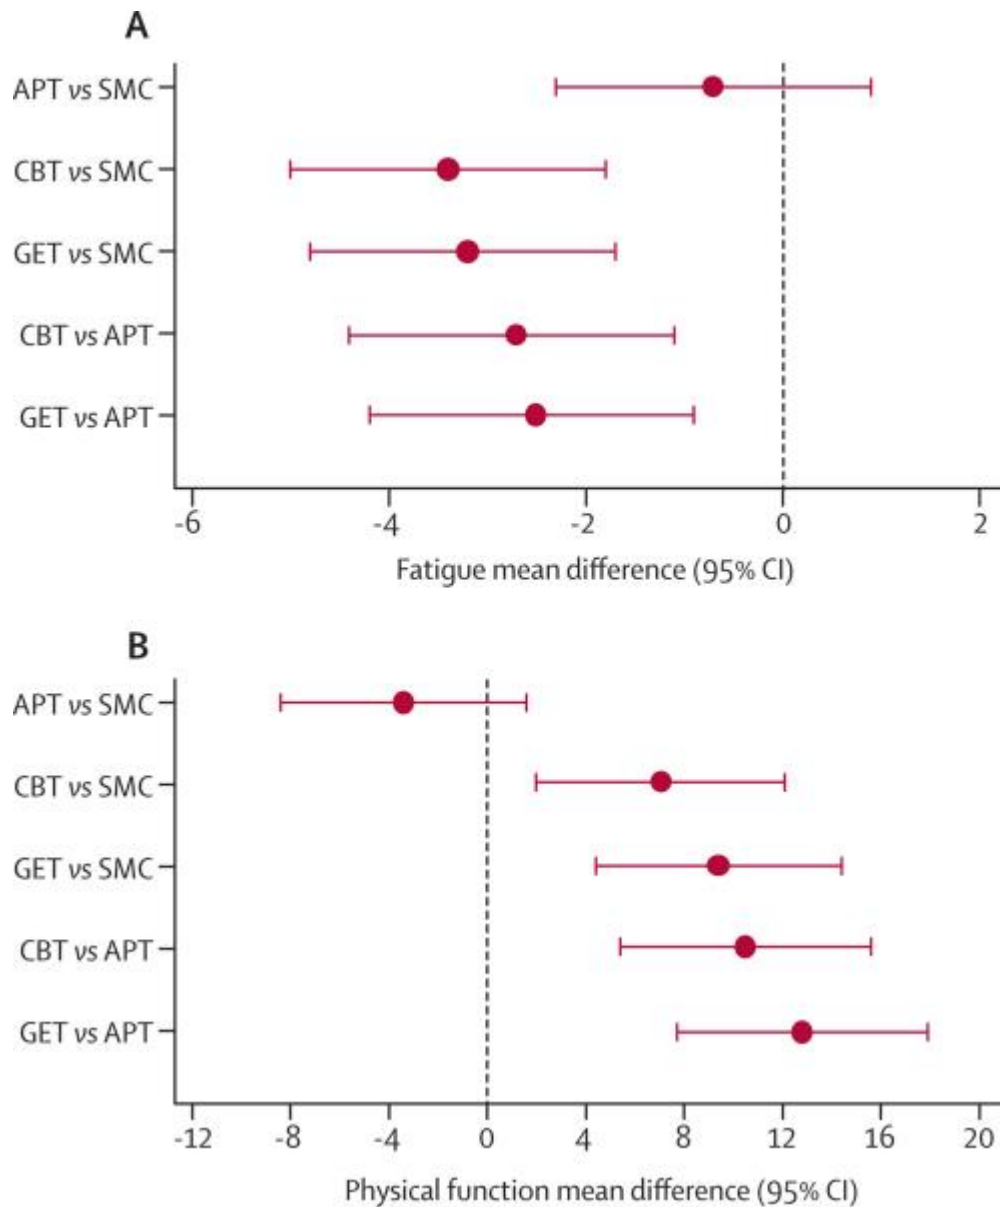 A
APT vs SMC
CBT vs SMC
GET vs SMC
CBT vs APT
GET vs APT
-6 -4 -2 0 2
Fatigue mean difference (95% CI)
B
APT vs SMC
CBT vs SMC
GET vs SMC
CBT vs APT
GET vs APT
-12 -8 -4 0 4 8 12 16 20
Physical function mean difference (95% CI)